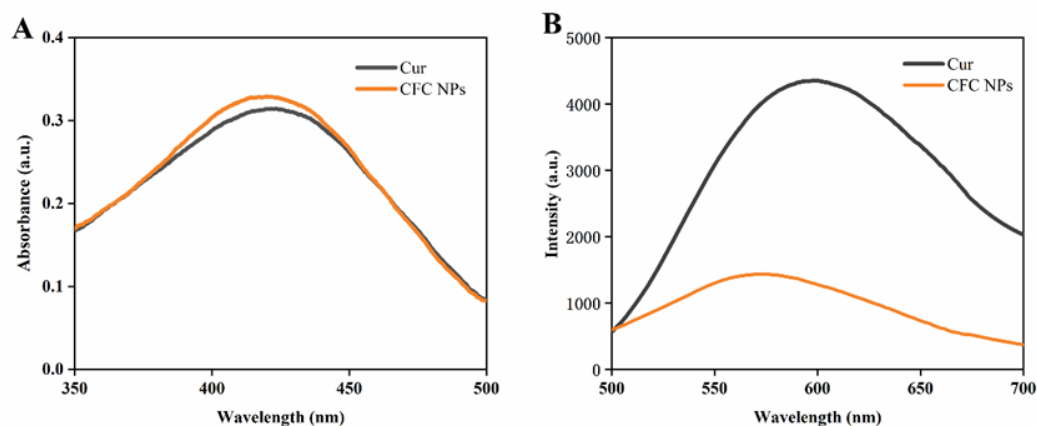 A
0.4
0.3
0.2
0.1
0.0
Absorbance (a.u.)
Cur
CFC NPs
350
400
450
500
Wavelength (nm)
B
5000
4000
3000
2000
1000
0
Intensity (a.u.)
Cur
CFC NPs
500
550
600
650
700
Wavelength (nm)